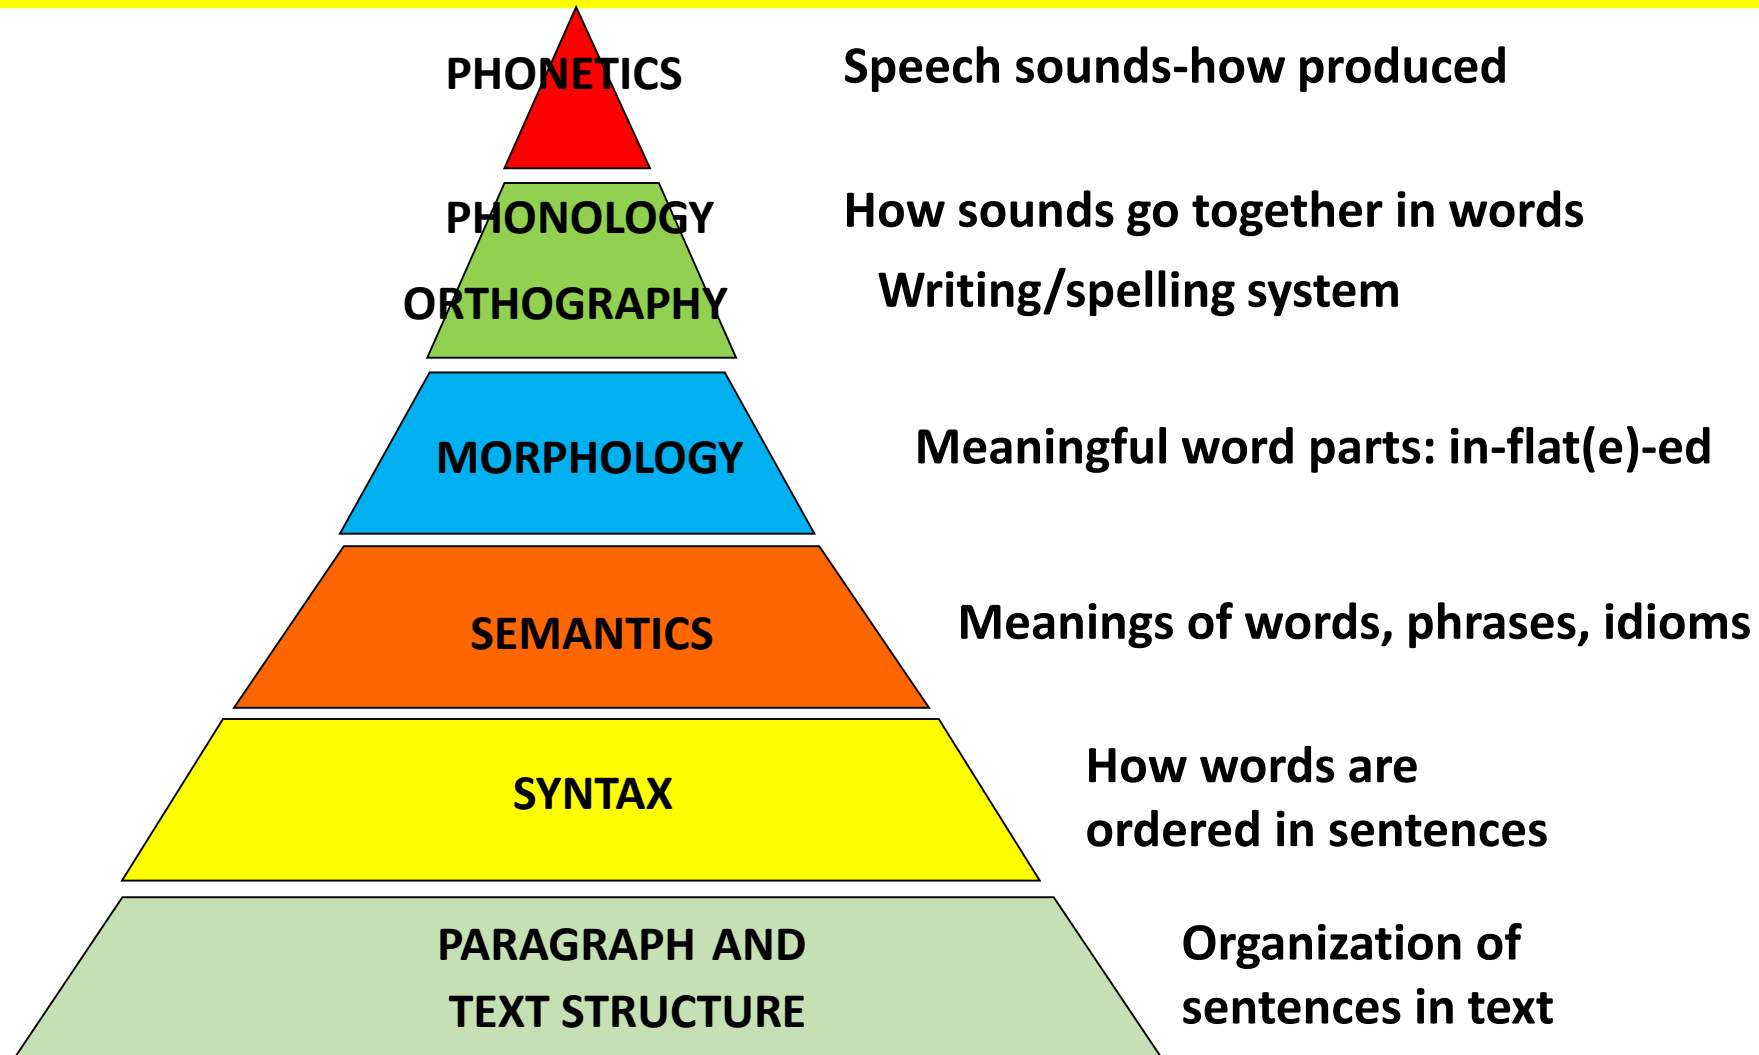 PHONETICS
Speech sounds-how produced
PHONOLOGY
How sounds go together in words
ORTHOGRAPHY
Writing/spelling system
MORPHOLOGY
Meaningful word parts: in-flat(e)-ed
SEMANTICS
Meanings of words, phrases, idioms
SYNTAX
How words are
ordered in sentences
PARAGRAPH AND
TEXT STRUCTURE
Organization of
sentences in text